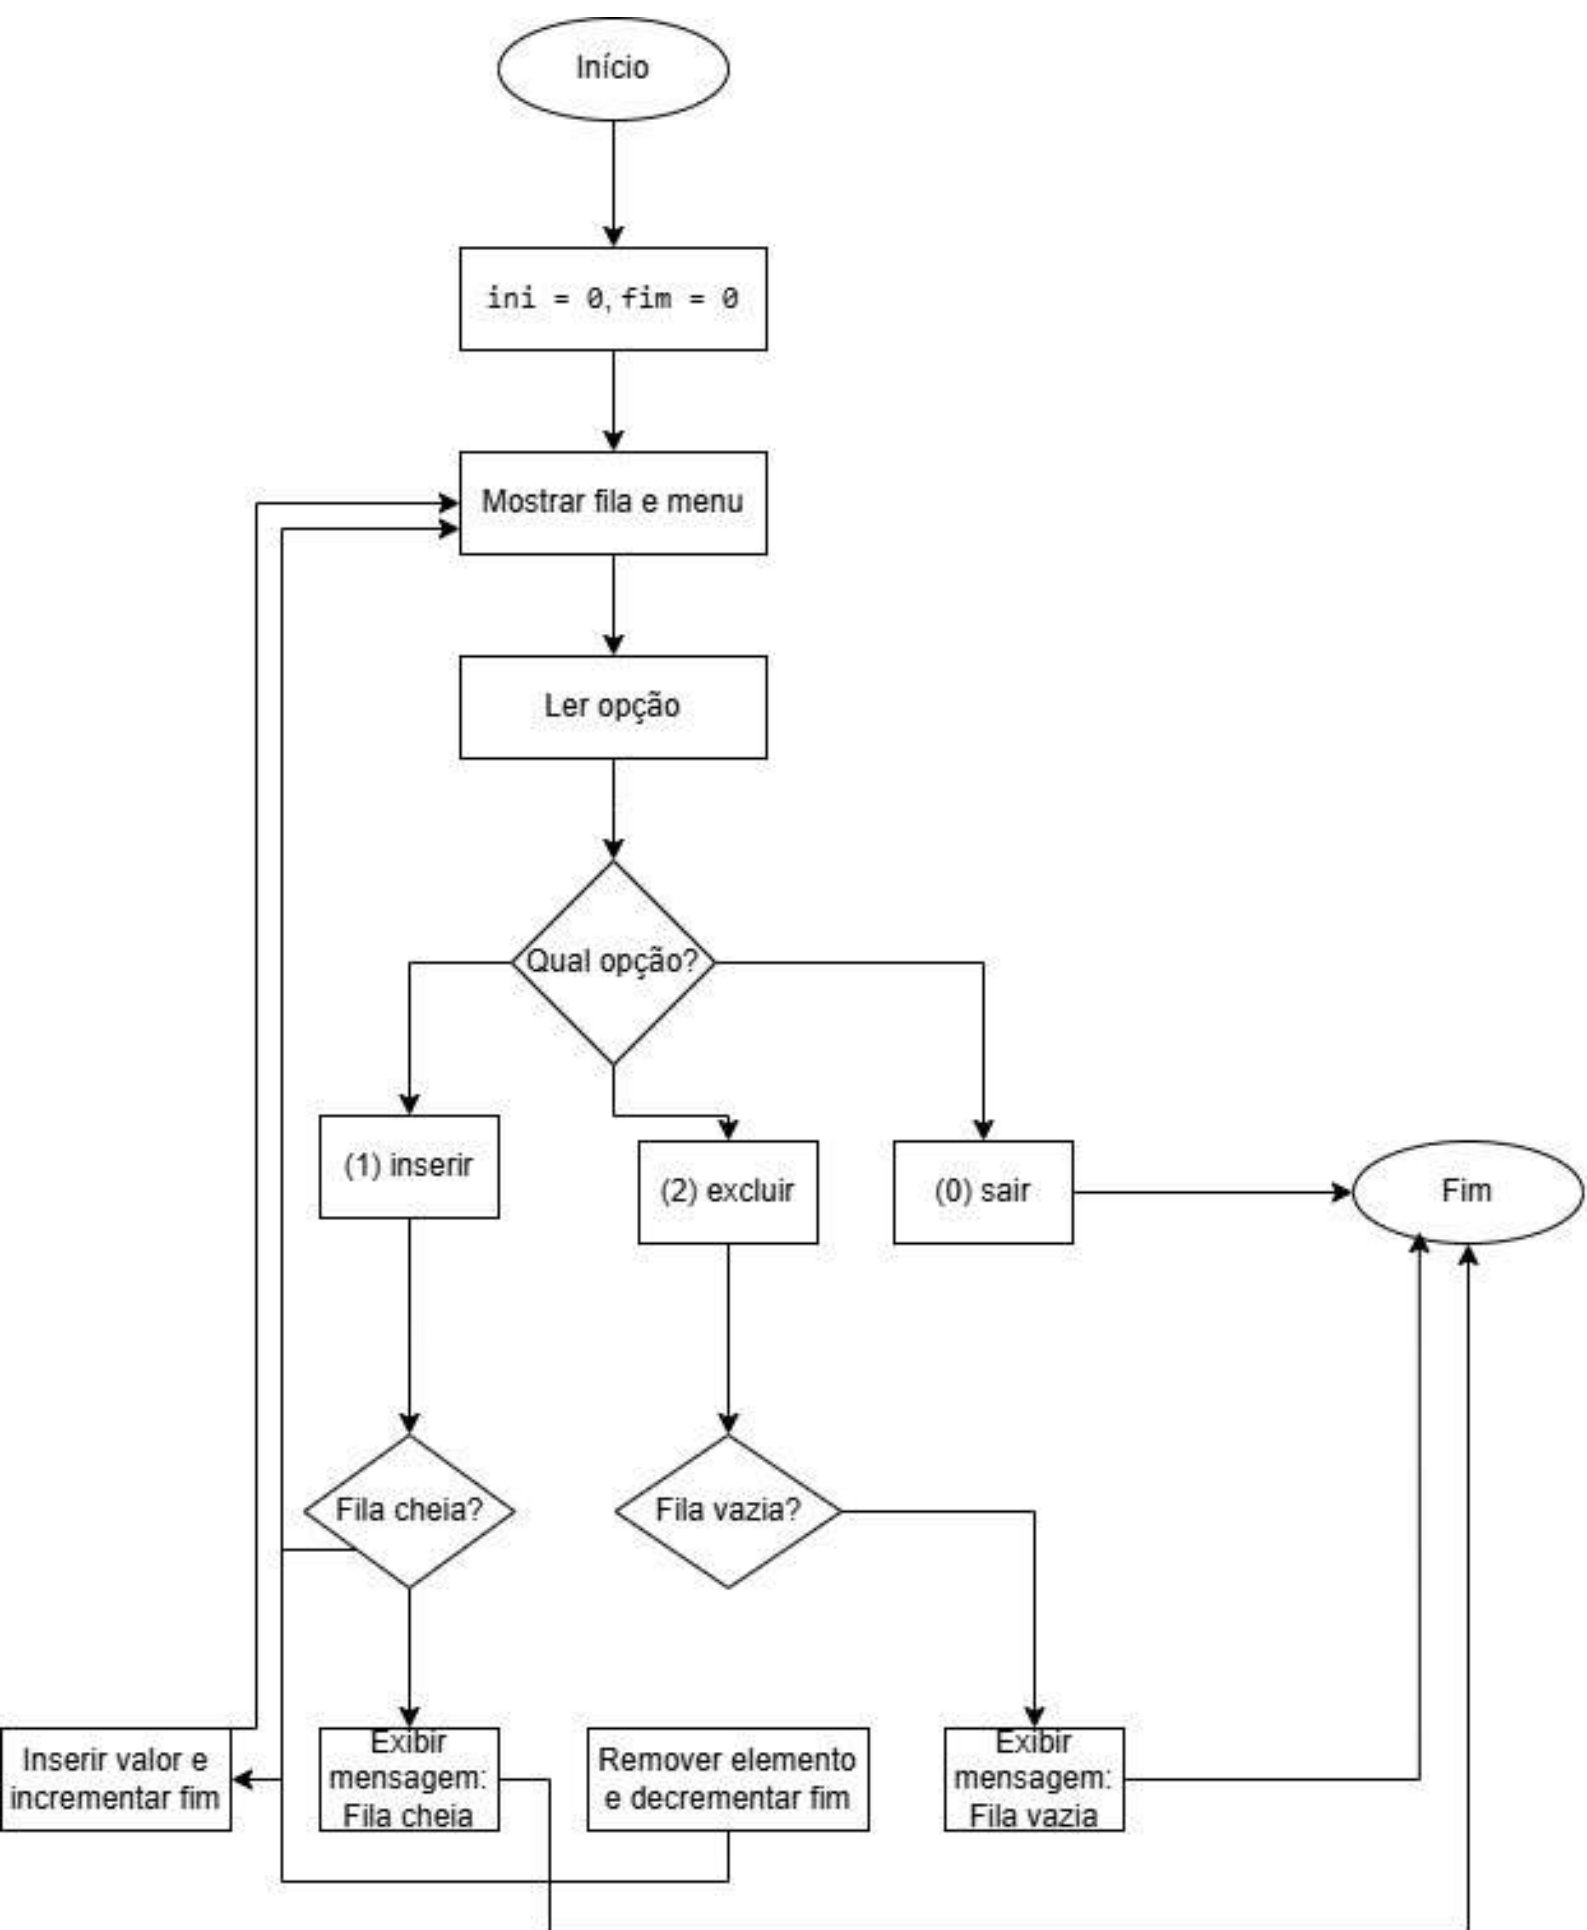 Início
ini = 0, fim = 0
Mostrar fila e menu
Ler opção
Qual opção?
(1) inserir
(2) excluir
(0) sair
Fim
Fila cheia?
Fila vazia?
Inserir valor e
incrementar fim
Exibir
mensagem:
Fila cheia
Remover elemento
e decrementar fim
Exibir
mensagem:
Fila vazia